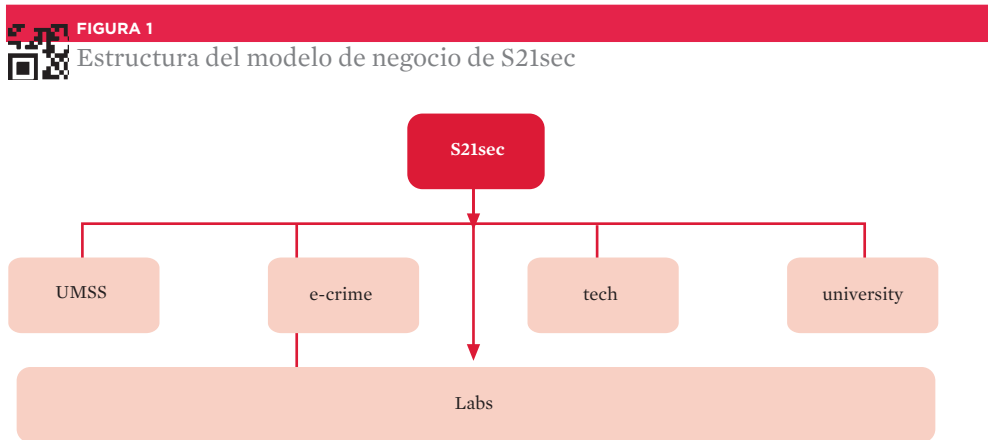 FIGURA 1
Estructura del modelo de negocio de S21sec
S21sec
UMSS
e-crime
tech
university
Labs